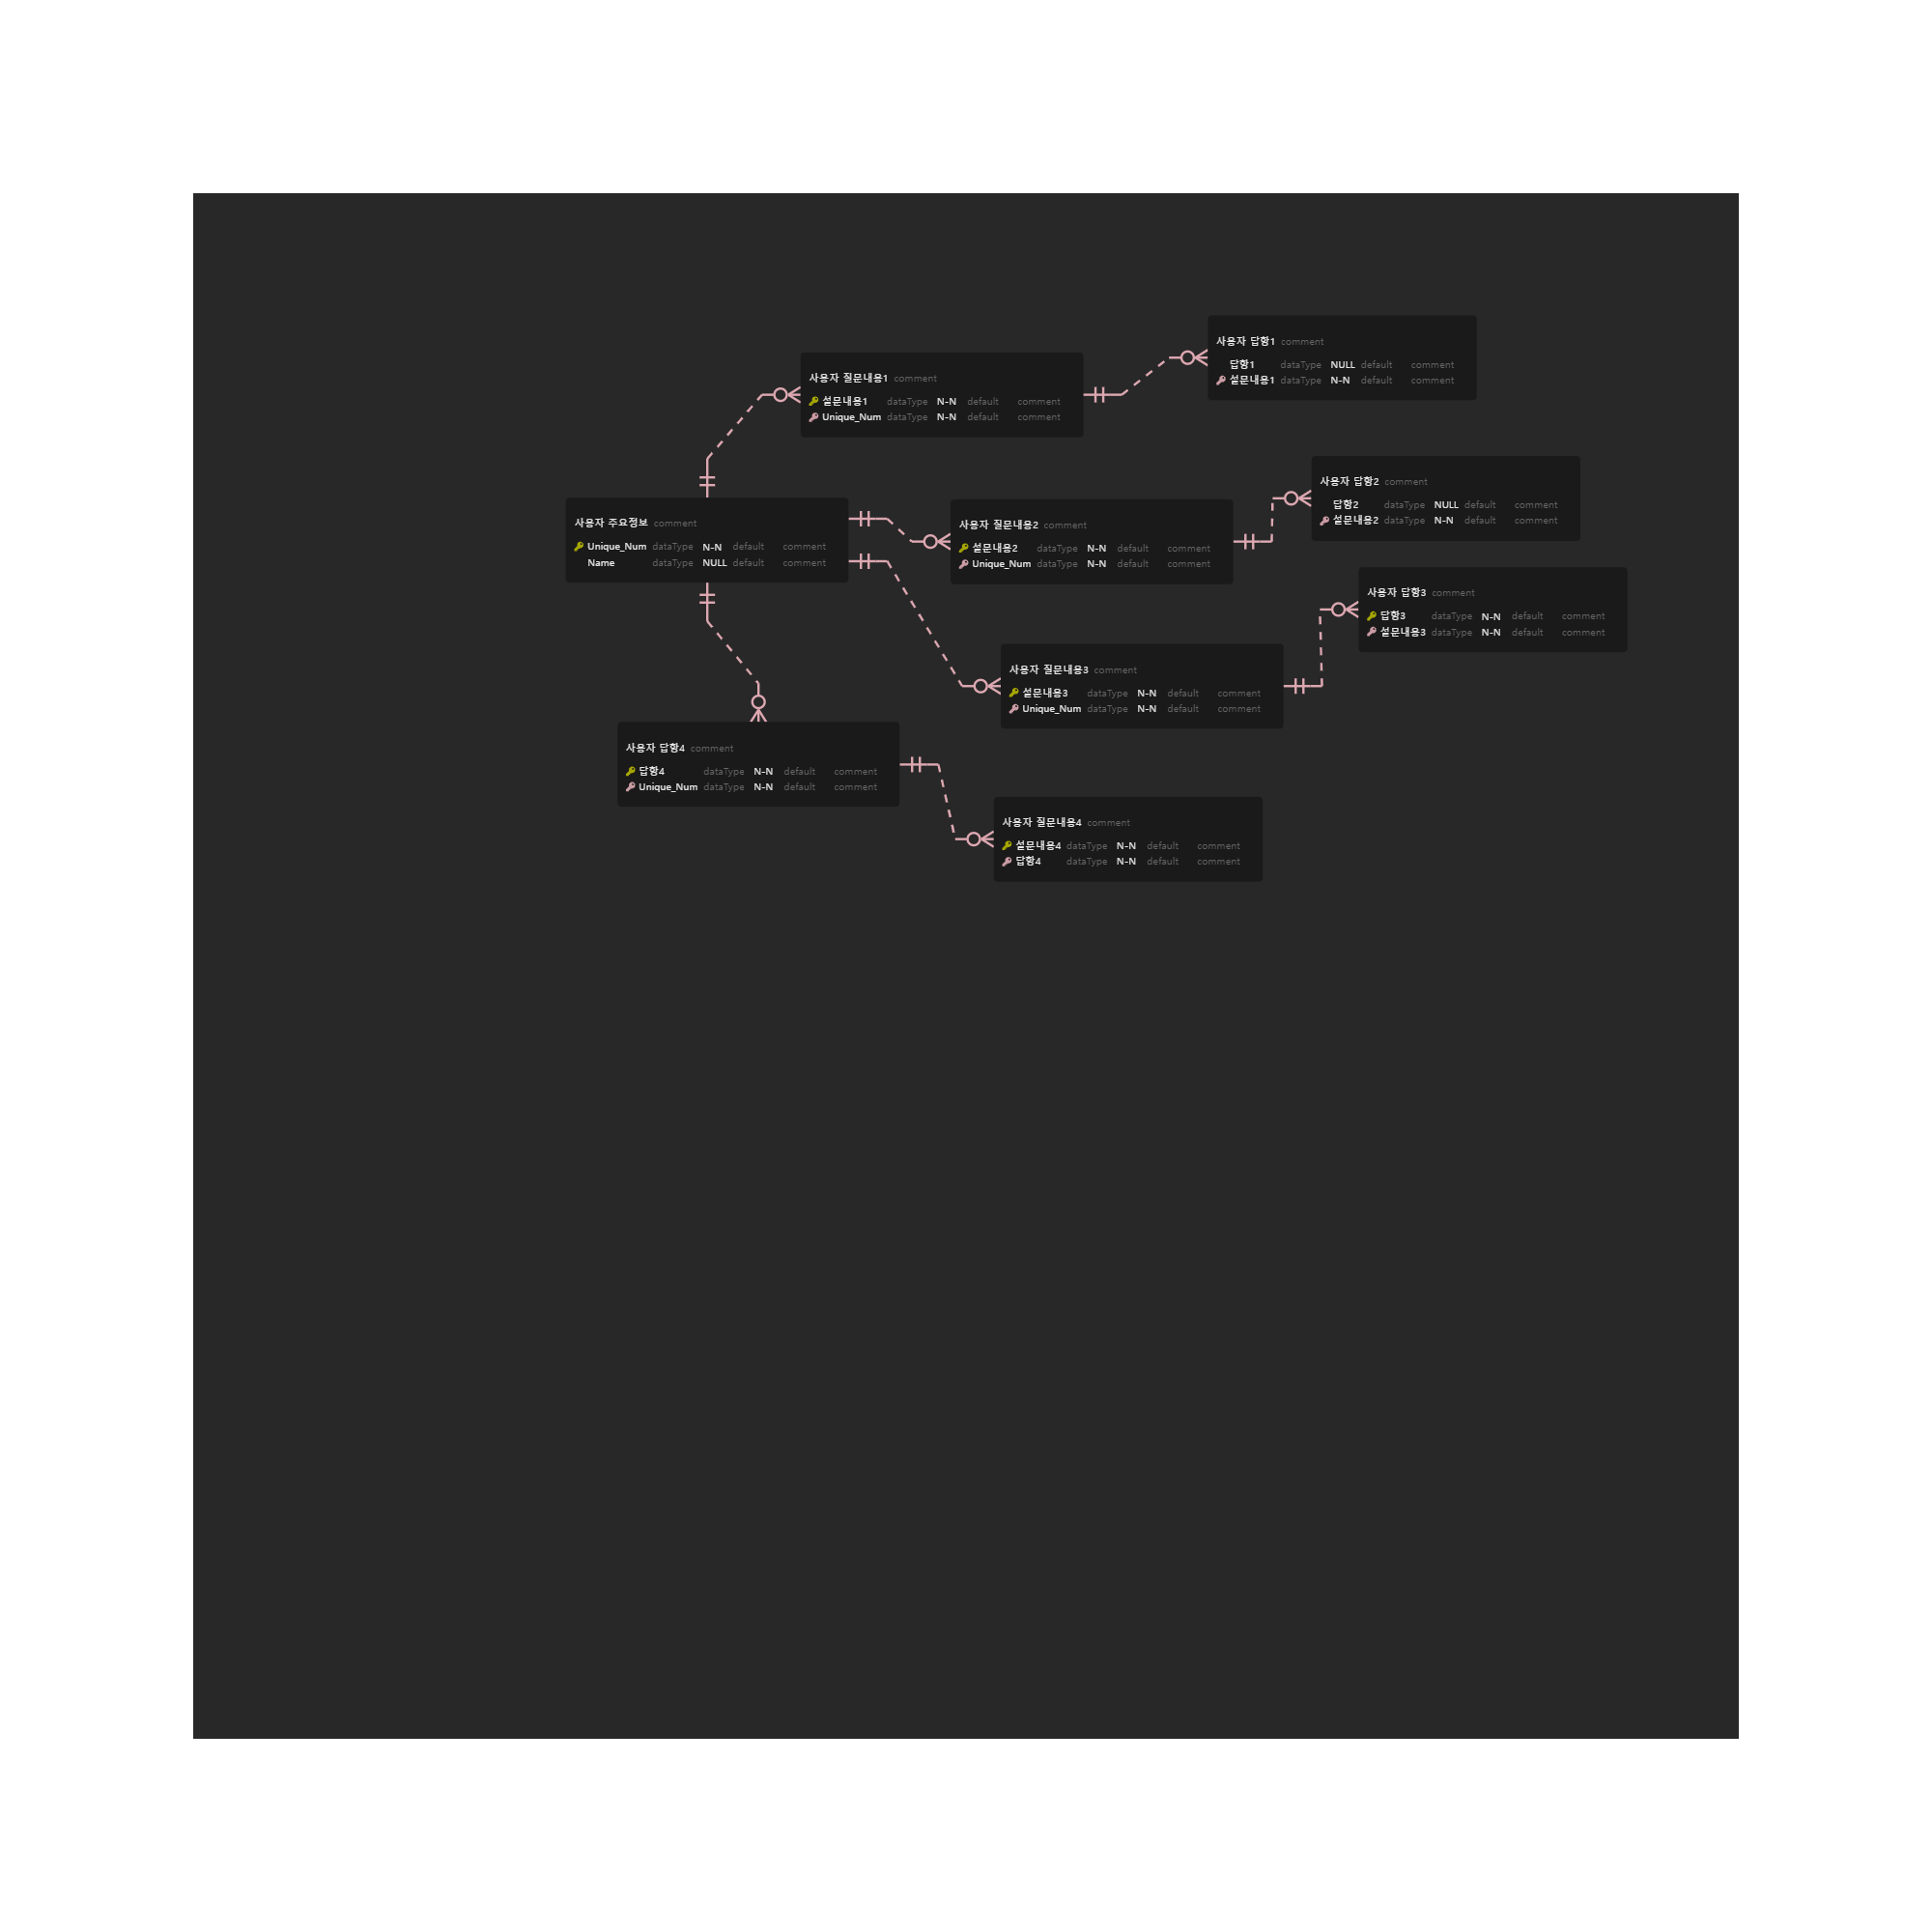 사용자 답항1 comment
답항1 dataType NULL default comment
설문내용1 dataType N-N default comment
사용자 질문내용1 comment
설문내용1 dataType N-N default comment
Unique_Num dataType N-N default comment
사용자 답항2 comment
답항2 dataType NULL default comment
설문내용2 dataType N-N default comment
사용자 주요정보 comment
Unique_Num dataType N-N default comment
Name dataType NULL default comment
사용자 질문내용2 comment
설문내용2 dataType N-N default comment
Unique_Num dataType N-N default comment
사용자 답항3 comment
답항3 dataType N-N default comment
설문내용3 dataType N-N default comment
사용자 질문내용3 comment
설문내용3 dataType N-N default comment
Unique_Num dataType N-N default comment
사용자 답항4 comment
답항4 dataType N-N default comment
Unique_Num dataType N-N default comment
사용자 질문내용4 comment
설문내용4 dataType N-N default comment
답항4 dataType N-N default comment